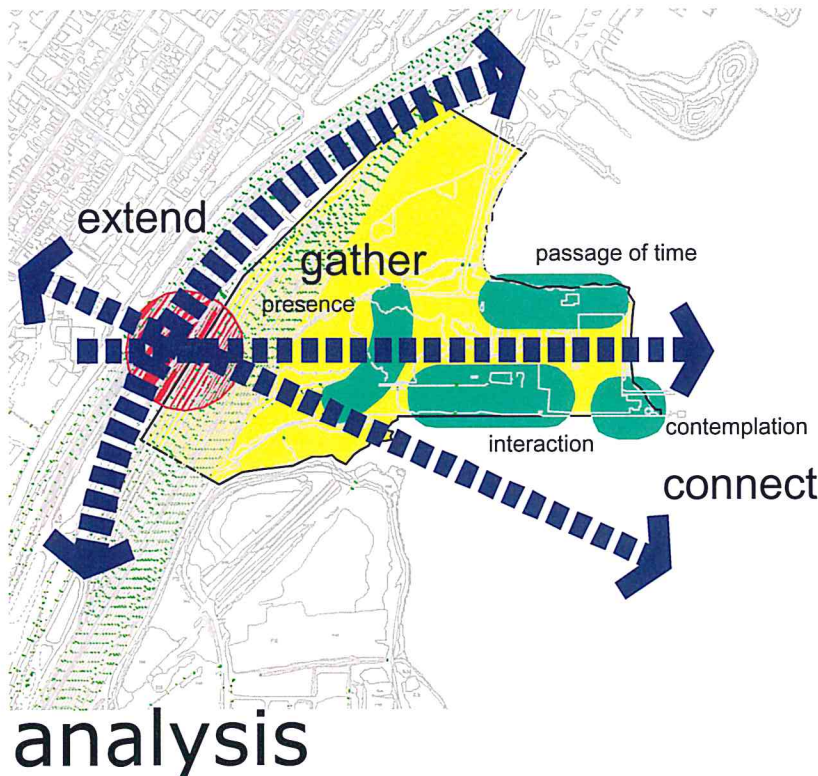 extend
passage of time
gather
presence
interaction
contemplation
connect
analysis